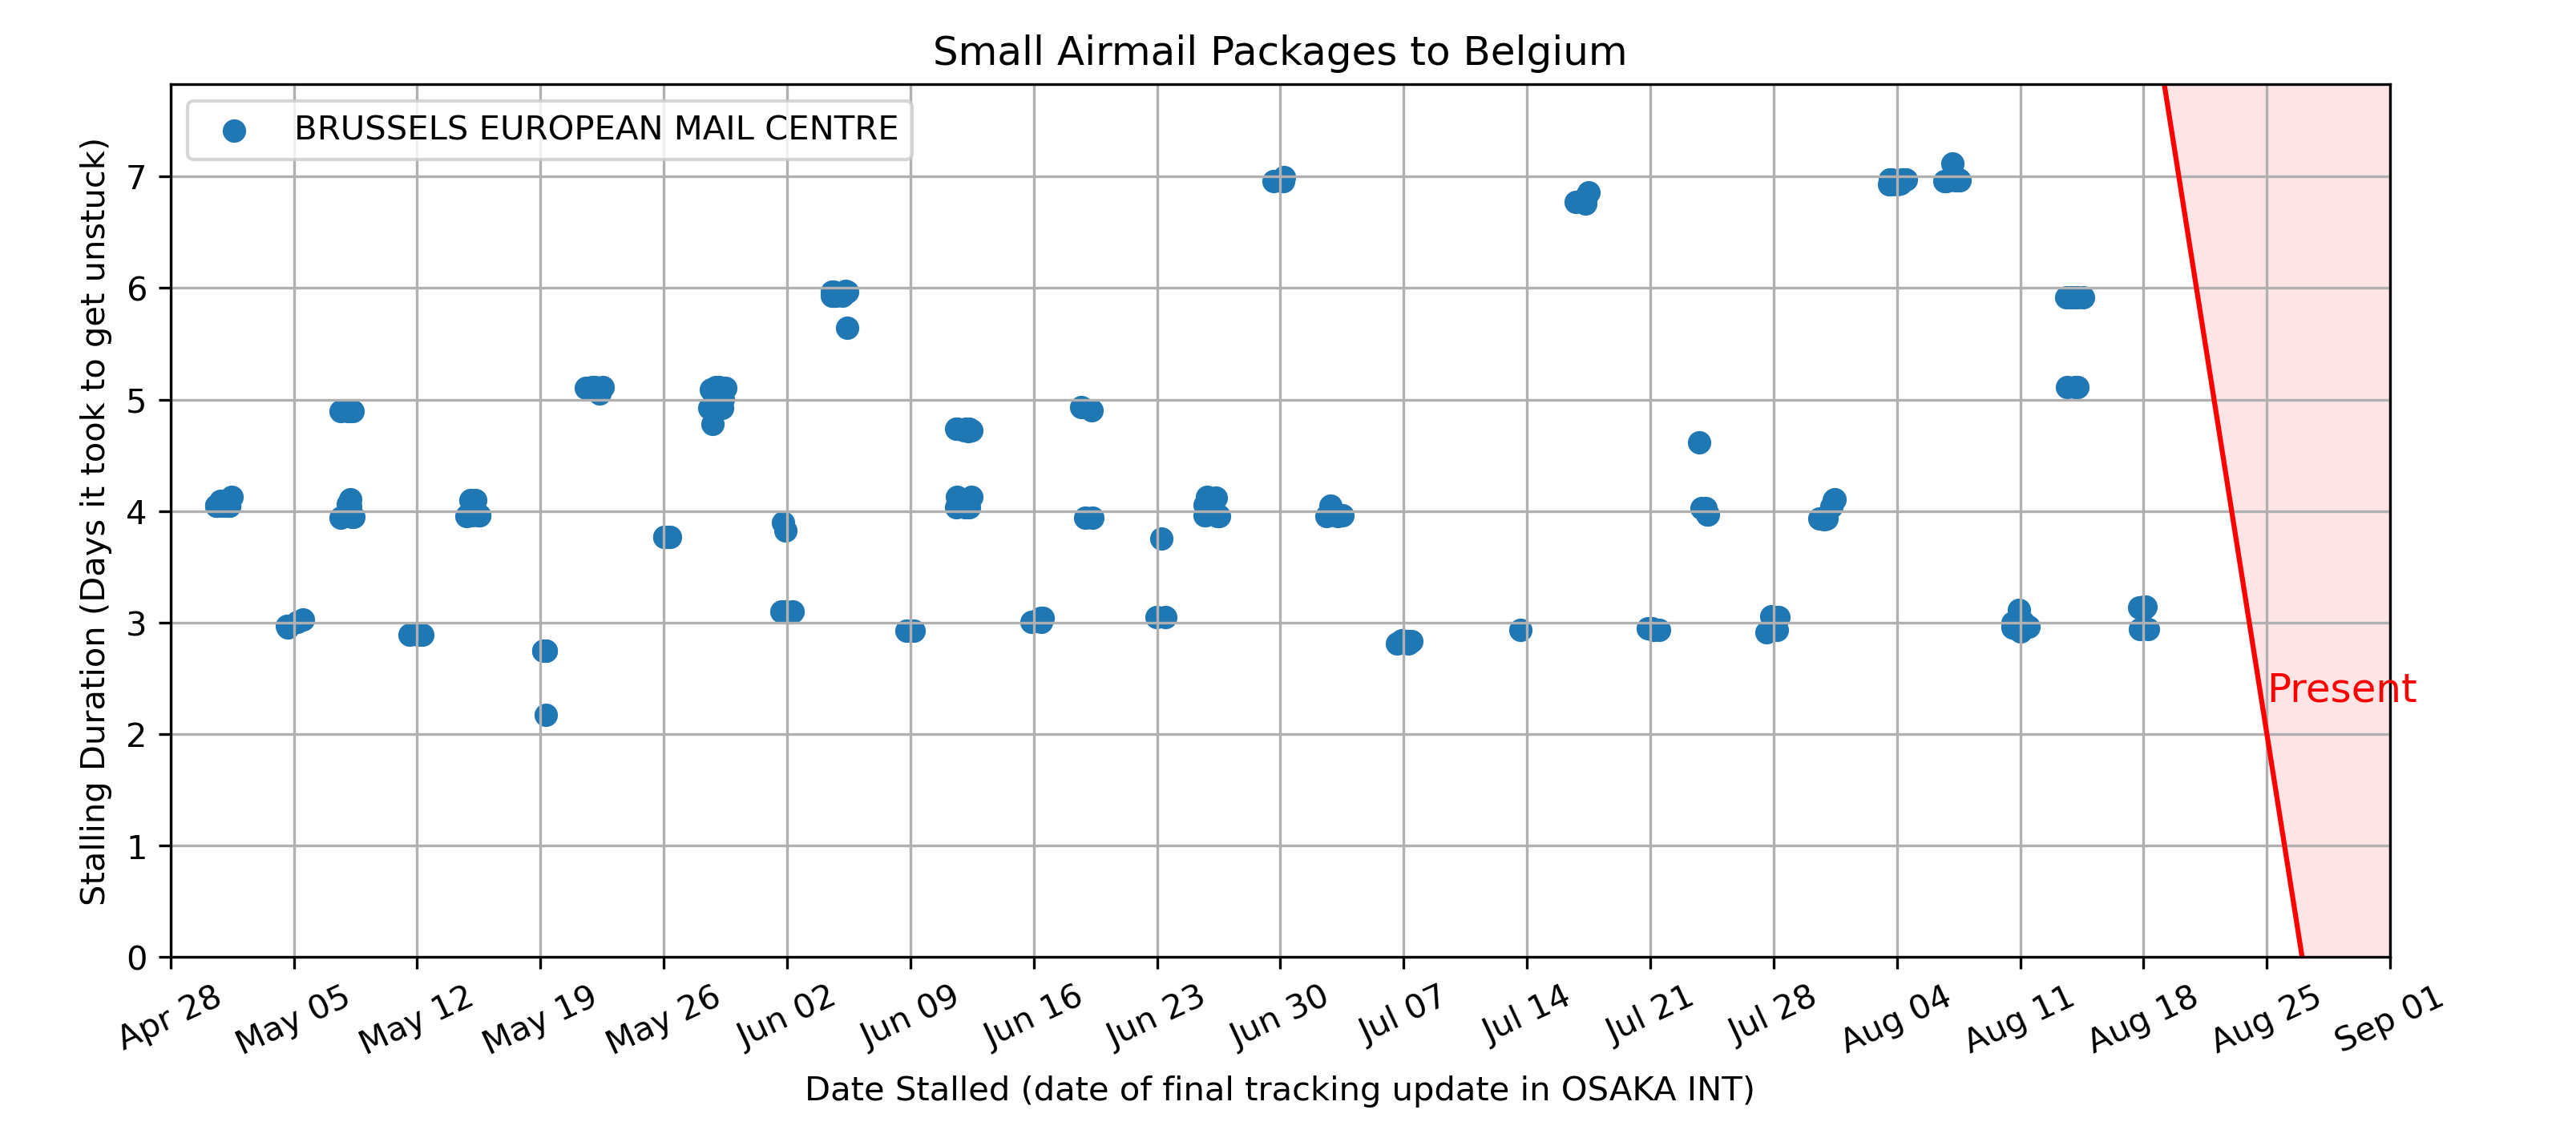 Small Airmail Packages to Belgium
BRUSSELS EUROPEAN MAIL CENTRE
Stalling Duration (Days it took to get unstuck)
7
6
5
4
3
2
1
0
Present
Apr 28
May 05
May 12
May 19
May 26
Jun 02
Jun 09
Jun 16
Jun 23
Jun 30
Jul 07
Jul 14
Jul 21
Jul 28
Aug 04
Aug 11
Aug 18
Aug 25
Sep 01
Date Stalled (date of final tracking update in OSAKA INT)